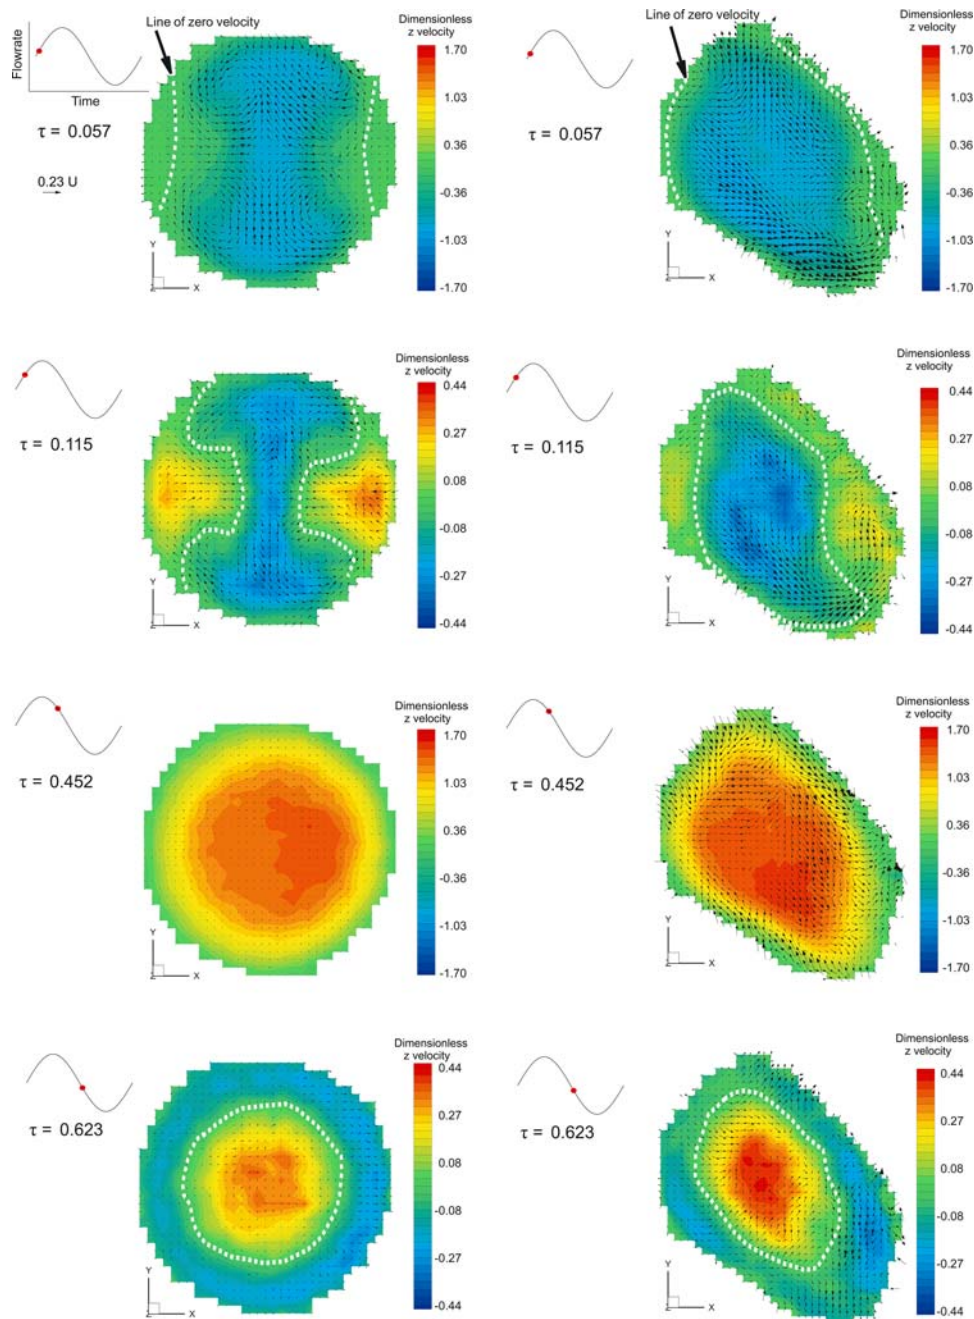 Line of zero velocity
Dimensionless
z velocity
Flowrate
Time
τ = 0.057
0.23 U
1.70
1.03
0.36
-0.36
-1.03
-1.70
Y
Z
X
Line of zero velocity
Dimensionless
z velocity
τ = 0.057
1.70
1.03
0.36
-0.36
-1.03
-1.70
Y
Z
X
Dimensionless
z velocity
τ = 0.115
0.44
0.27
0.08
-0.08
-0.27
-0.44
Y
Z
X
Dimensionless
z velocity
τ = 0.115
0.44
0.27
0.08
-0.08
-0.27
-0.44
Y
Z
X
Dimensionless
z velocity
τ = 0.452
1.70
1.03
0.36
-0.36
-1.03
-1.70
Y
Z
X
Dimensionless
z velocity
τ = 0.452
1.70
1.03
0.36
-0.36
-1.03
-1.70
Y
Z
X
Dimensionless
z velocity
τ = 0.623
0.44
0.27
0.08
-0.08
-0.27
-0.44
Y
Z
X
Dimensionless
z velocity
τ = 0.623
0.44
0.27
0.08
-0.08
-0.27
-0.44
Y
Z
X